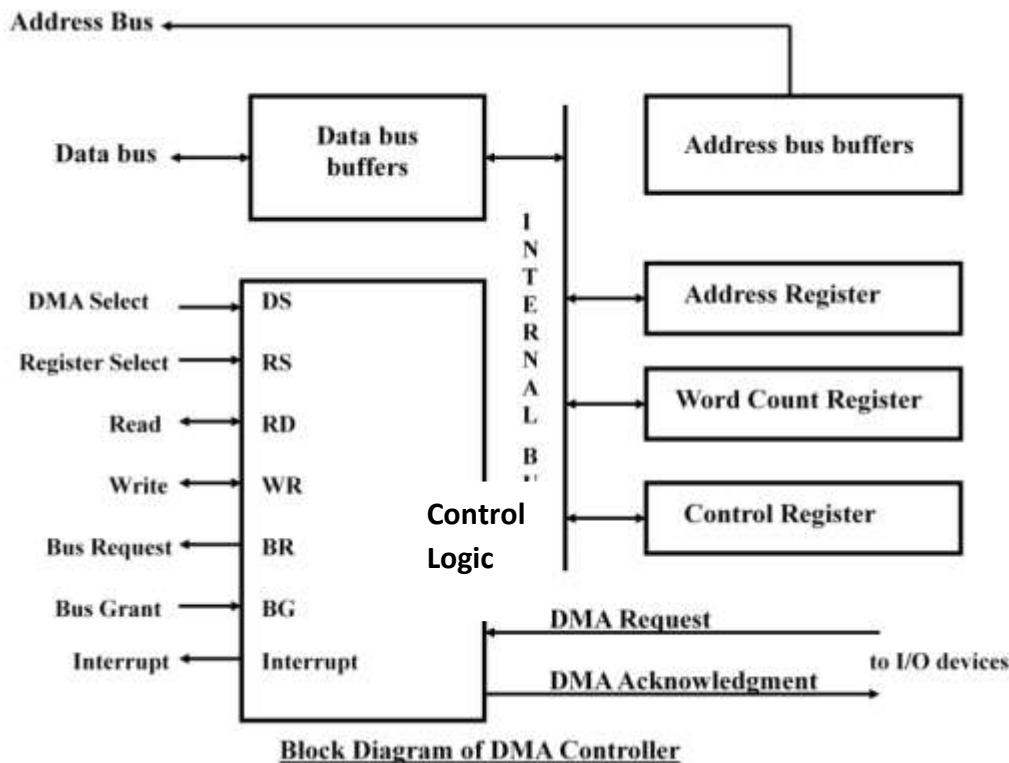 Address Bus
Data bus
Data bus
buffers
Address bus buffers
I
N
T
E
R
N
A
L
B
Address Register
Word Count Register
Control Register
DMA Select
DS
Register Select
RS
Read
RD
Write
WR
Control
Logic
Bus Request
BR
Bus Grant
BG
Interrupt
Interrupt
DMA Request
to I/O devices
DMA Acknowledgment
Block Diagram of DMA Controller